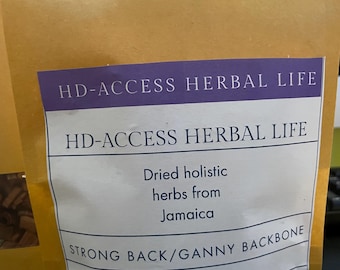 HD-ACCESS HERBAL LIFE
HD-ACCESS HERBAL LIFE
Dried holistic
herbs from
Jamaica
STRONG BACK/GANNY BACKBONE